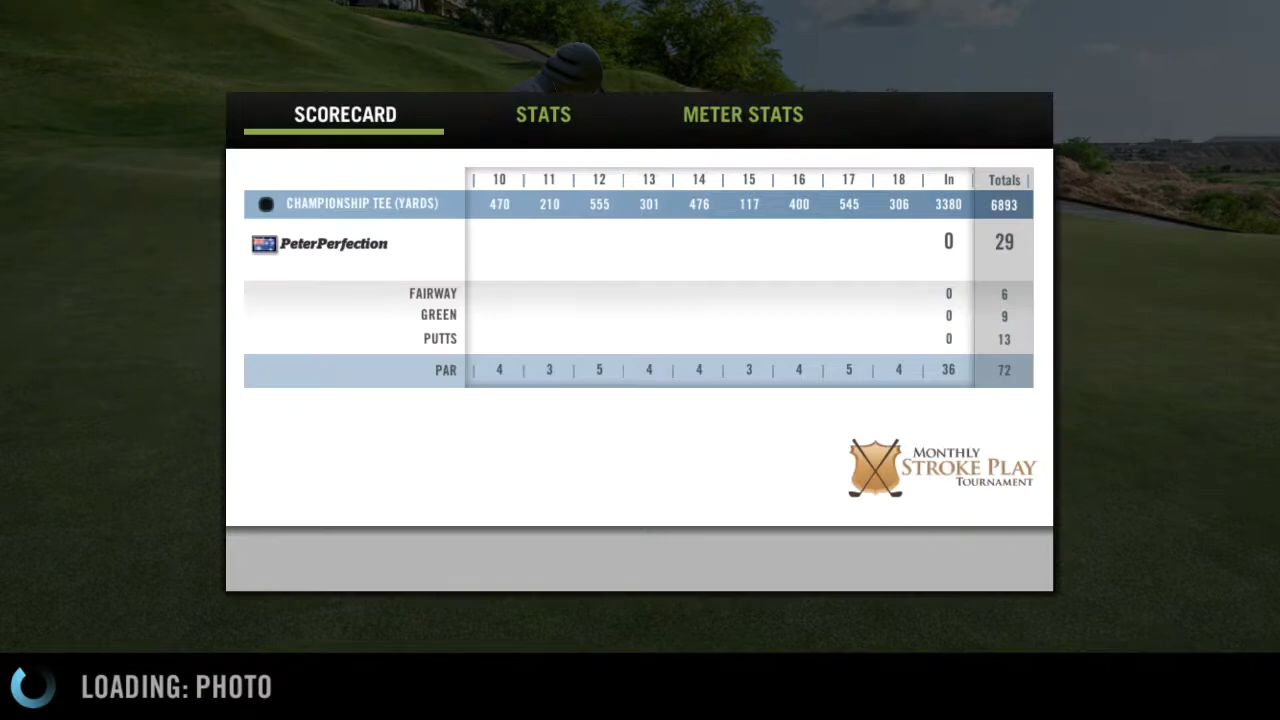 SCORECARD STATS METER STATS
| 10 | 11 | 12 | 13 | 14 | 15 | 16 | 17 | 18 | In | Totals |
CHAMPIONSHIP TEE (YARDS) 470 210 555 301 476 117 400 545 306 3380 6893
PeterPerfection 0 29
FAIRWAY 0 6
GREEN 0 9
PUTTS 0 13
PAR | 4 | 3 | 5 | 4 | 4 | 3 | 4 | 5 | 4 | 36 72
MONTHLY
STROKE PLAY
TOURNAMENT
LOADING: PHOTO